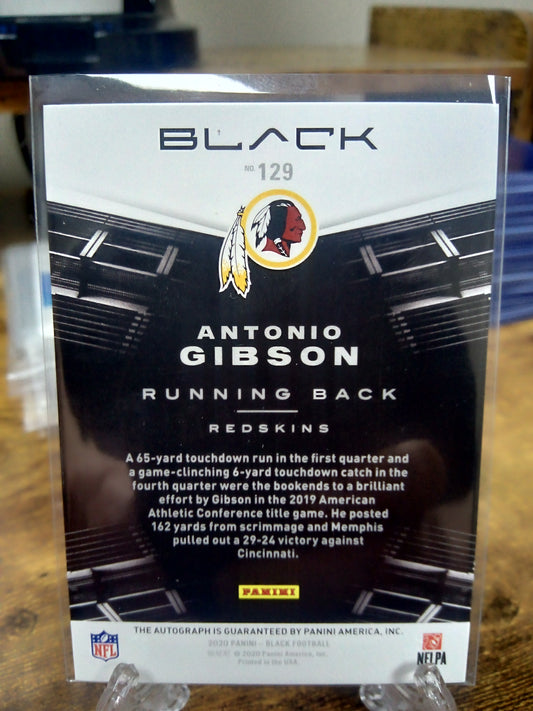 BLACK
NO. 129
ANTONIO
GIBSON
RUNNING BACK
REDSKINS
A 65-yard touchdown run in the first quarter and
a game-clinching 6-yard touchdown catch in the
fourth quarter were the bookends to a brilliant
effort by Gibson in the 2019 American
Athletic Conference title game. He posted
162 yards from scrimmage and Memphis
pulled out a 29-24 victory against
Cincinnati.
PANINI
THE AUTOGRAPH IS GUARANTEED BY PANINI AMERICA, INC.
2020 PANINI – BLACK FOOTBALL
© 2020 Panini America, Inc.
Printed in the USA.
NFL
NFLPA